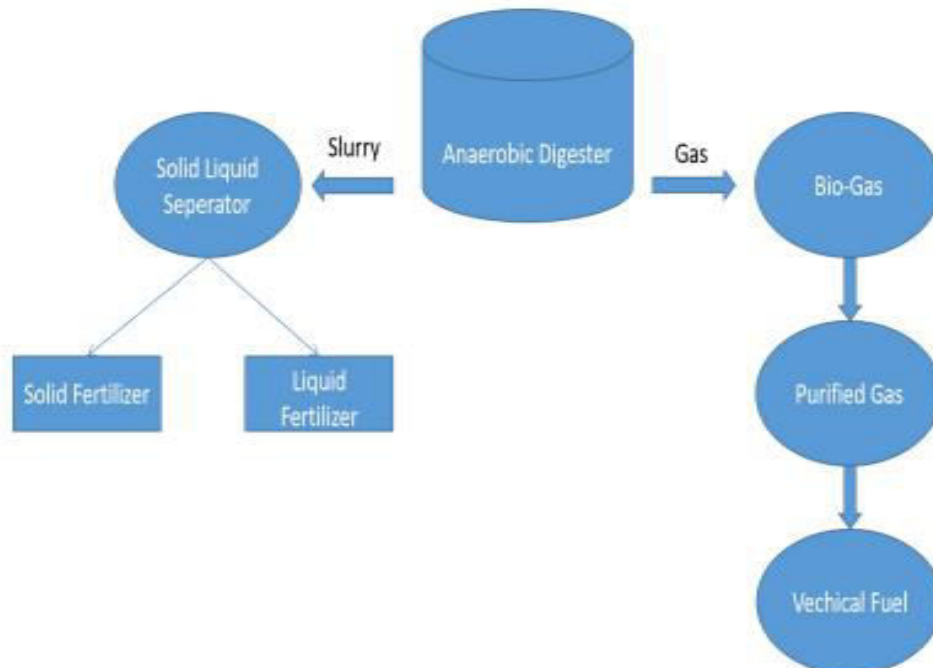 Anaerobic Digester
Slurry
Gas
Solid Liquid
Seperator
Bio-Gas
Solid Fertilizer
Liquid
Fertilizer
Purified Gas
Vechical Fuel